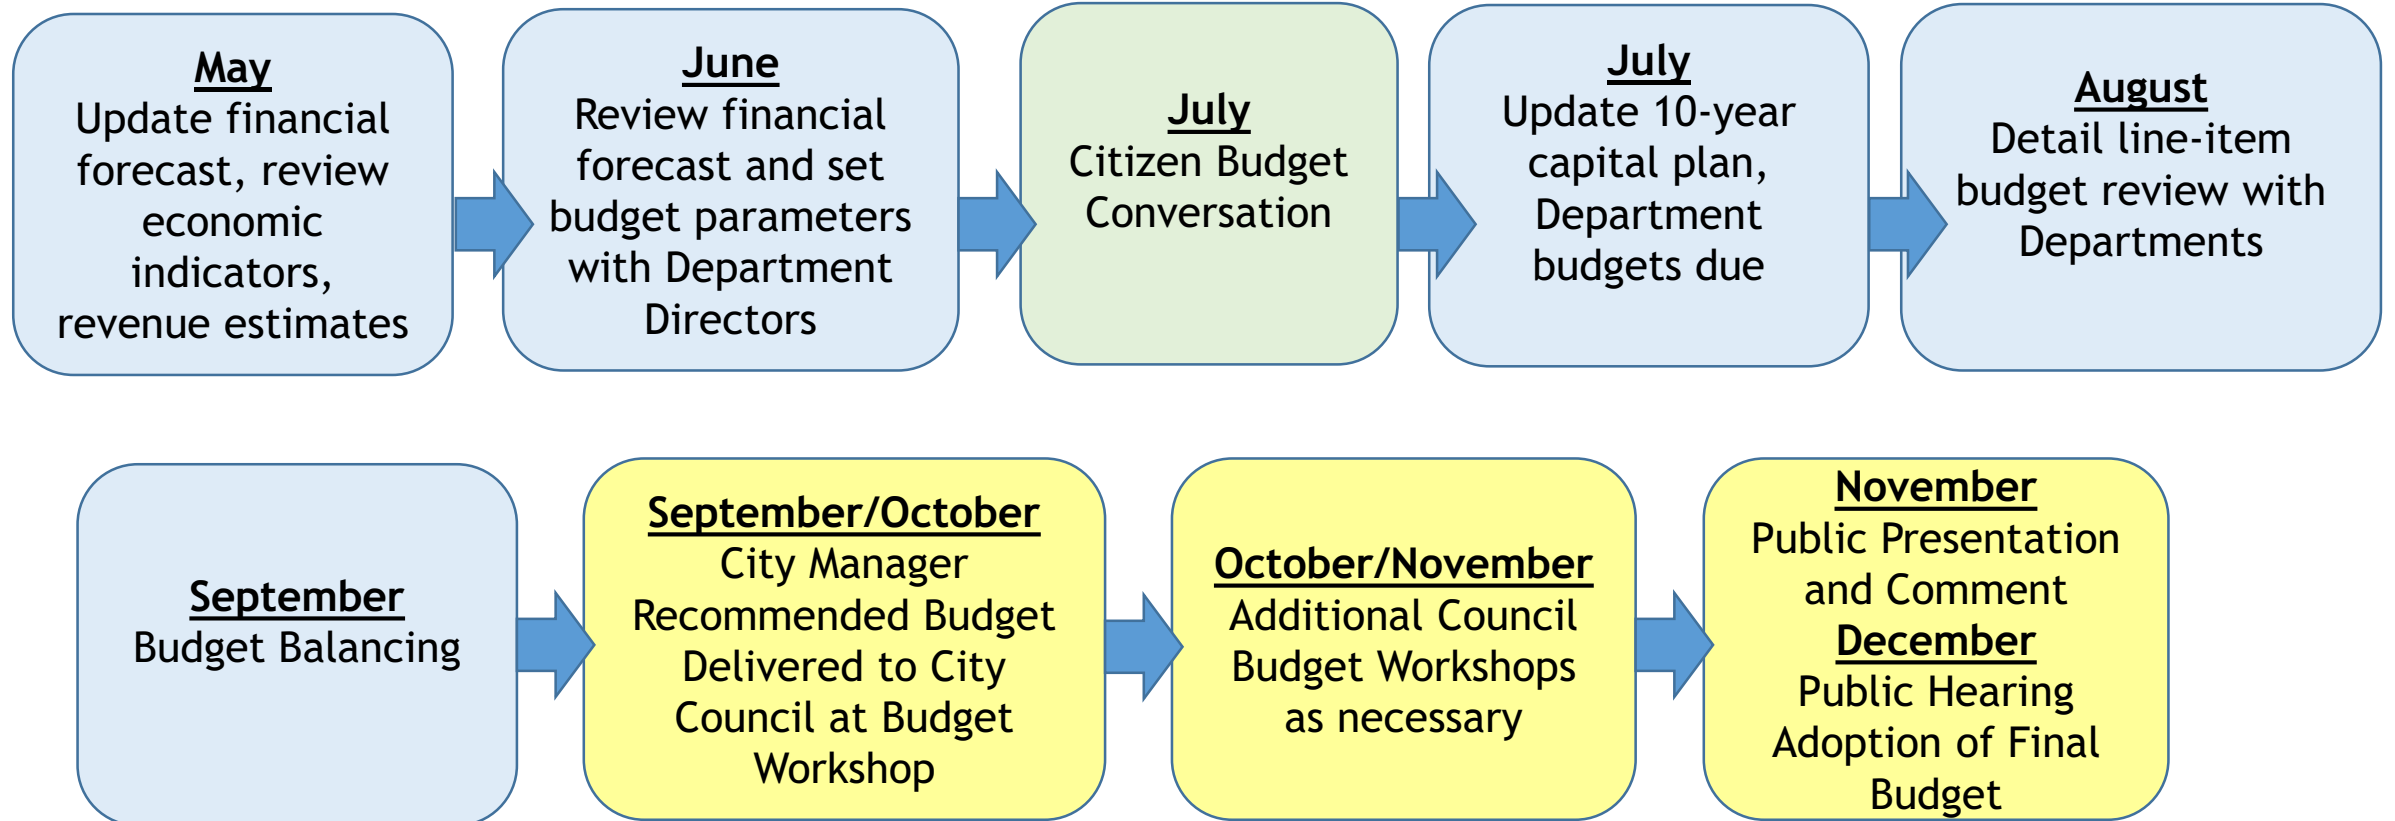 May
Update financial
forecast, review
economic
indicators,
revenue estimates
June
Review financial
forecast and set
budget parameters
with Department
Directors
July
Citizen Budget
Conversation
July
Update 10-year
capital plan,
Department
budgets due
August
Detail line-item
budget review with
Departments
September
Budget Balancing
September/October
City Manager
Recommended Budget
Delivered to City
Council at Budget
Workshop
October/November
Additional Council
Budget Workshops
as necessary
November
Public Presentation
and Comment
December
Public Hearing
Adoption of Final
Budget